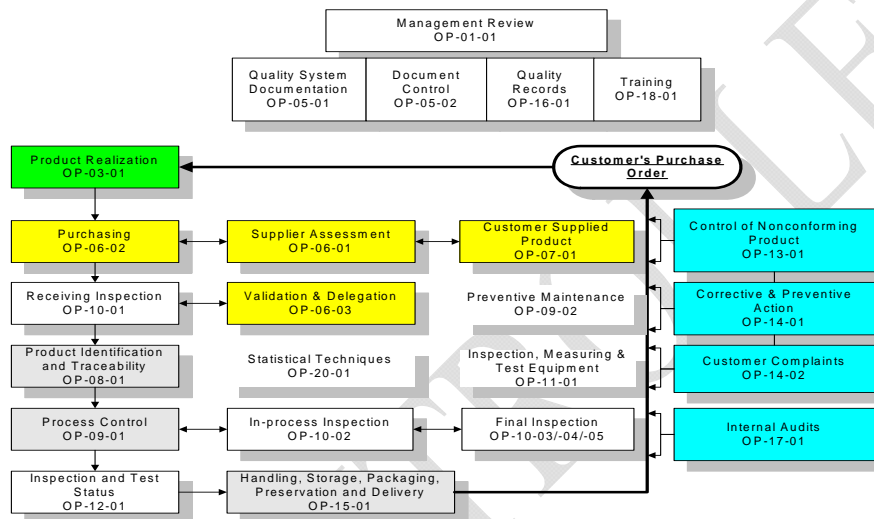 Management Review
OP-01-01
Quality System
Documentation
OP-05-01
Document
Control
OP-05-02
Quality
Records
OP-16-01
Training
OP-18-01
Product Realization
OP-03-01
Customer's Purchase
Order
Purchasing
OP-06-02
Supplier Assessment
OP-06-01
Customer Supplied
Product
OP-07-01
Control of Nonconforming
Product
OP-13-01
Receiving Inspection
OP-10-01
Validation & Delegation
OP-06-03
Preventive Maintenance
OP-09-02
Corrective & Preventive
Action
OP-14-01
Product Identification
and Traceability
OP-08-01
Statistical Techniques
OP-20-01
Inspection, Measuring &
Test Equipment
OP-11-01
Customer Complaints
OP-14-02
Process Control
OP-09-01
In-process Inspection
OP-10-02
Final Inspection
OP-10-03/-04/-05
Internal Audits
OP-17-01
Inspection and Test
Status
OP-12-01
Handling, Storage, Packaging,
Preservation and Delivery
OP-15-01